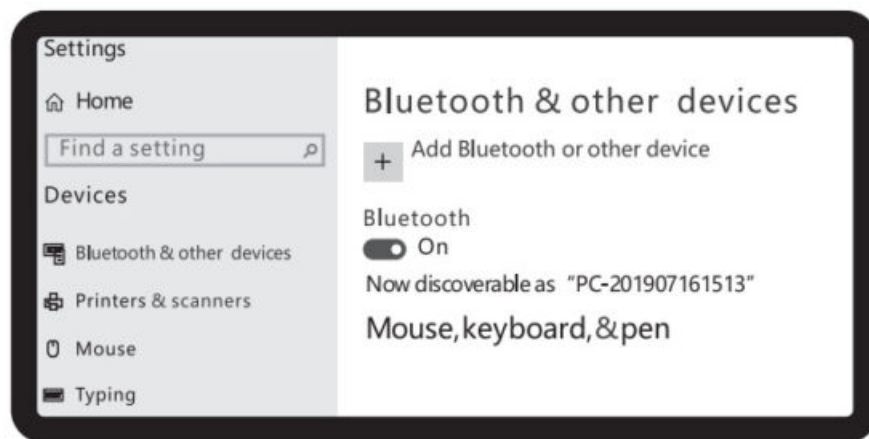 Settings
Home
Find a setting
Devices
Bluetooth & other devices
Printers & scanners
Mouse
Typing
Bluetooth & other devices
+ Add Bluetooth or other device
Bluetooth
On
Now discoverable as “PC-201907161513”
Mouse,keyboard,&pen